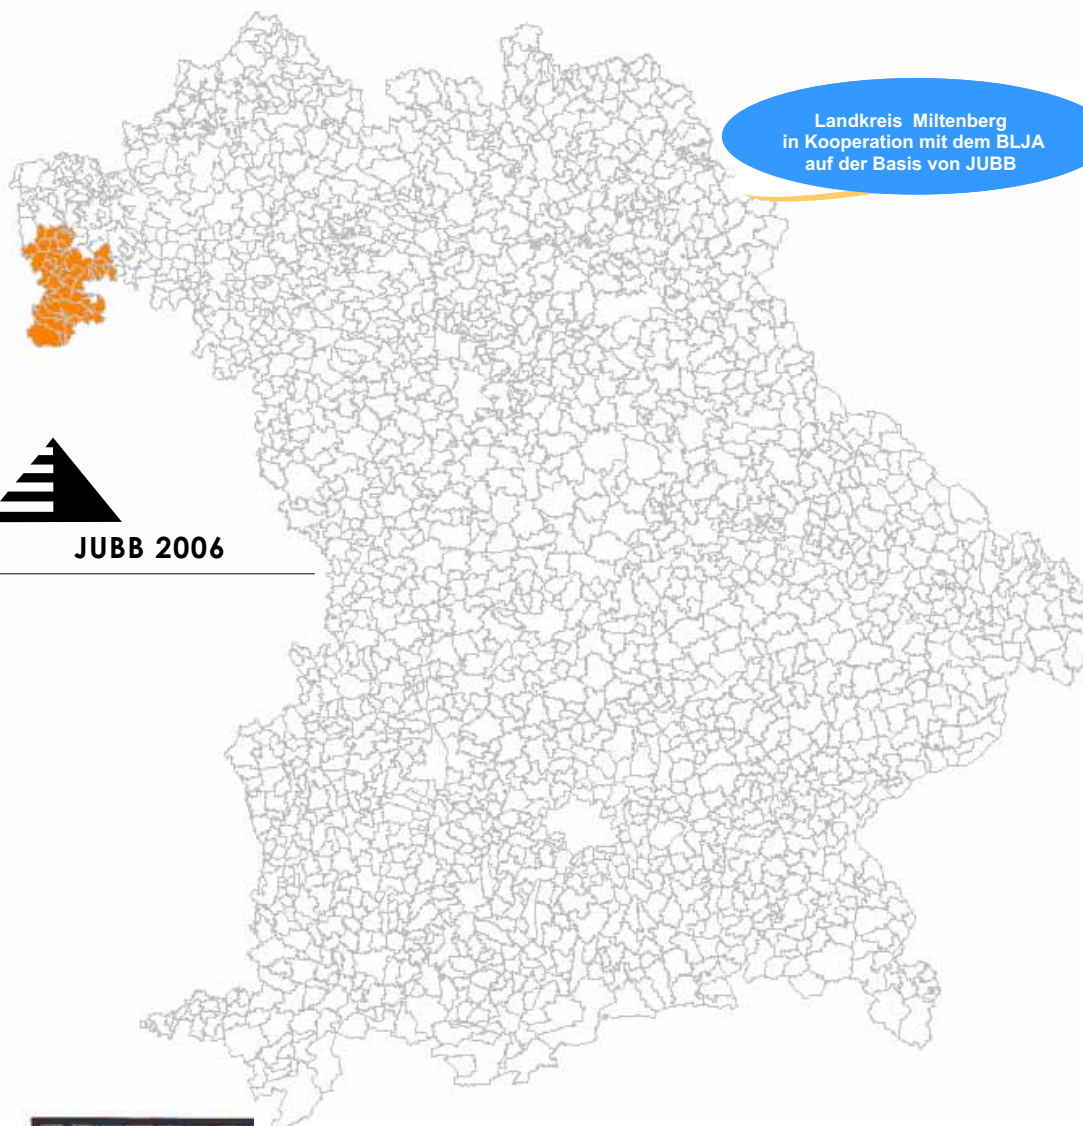 Landkreis Miltenberg
in Kooperation mit dem BLJA
auf der Basis von JUBB
JUBB 2006